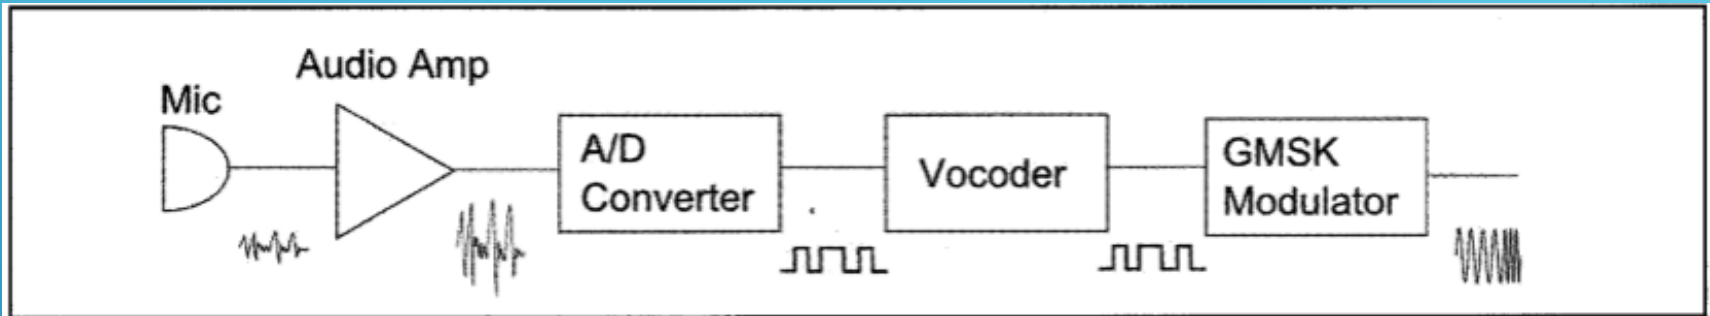 Mic
Audio Amp
A/D
Converter
Vocoder
GMSK
Modulator